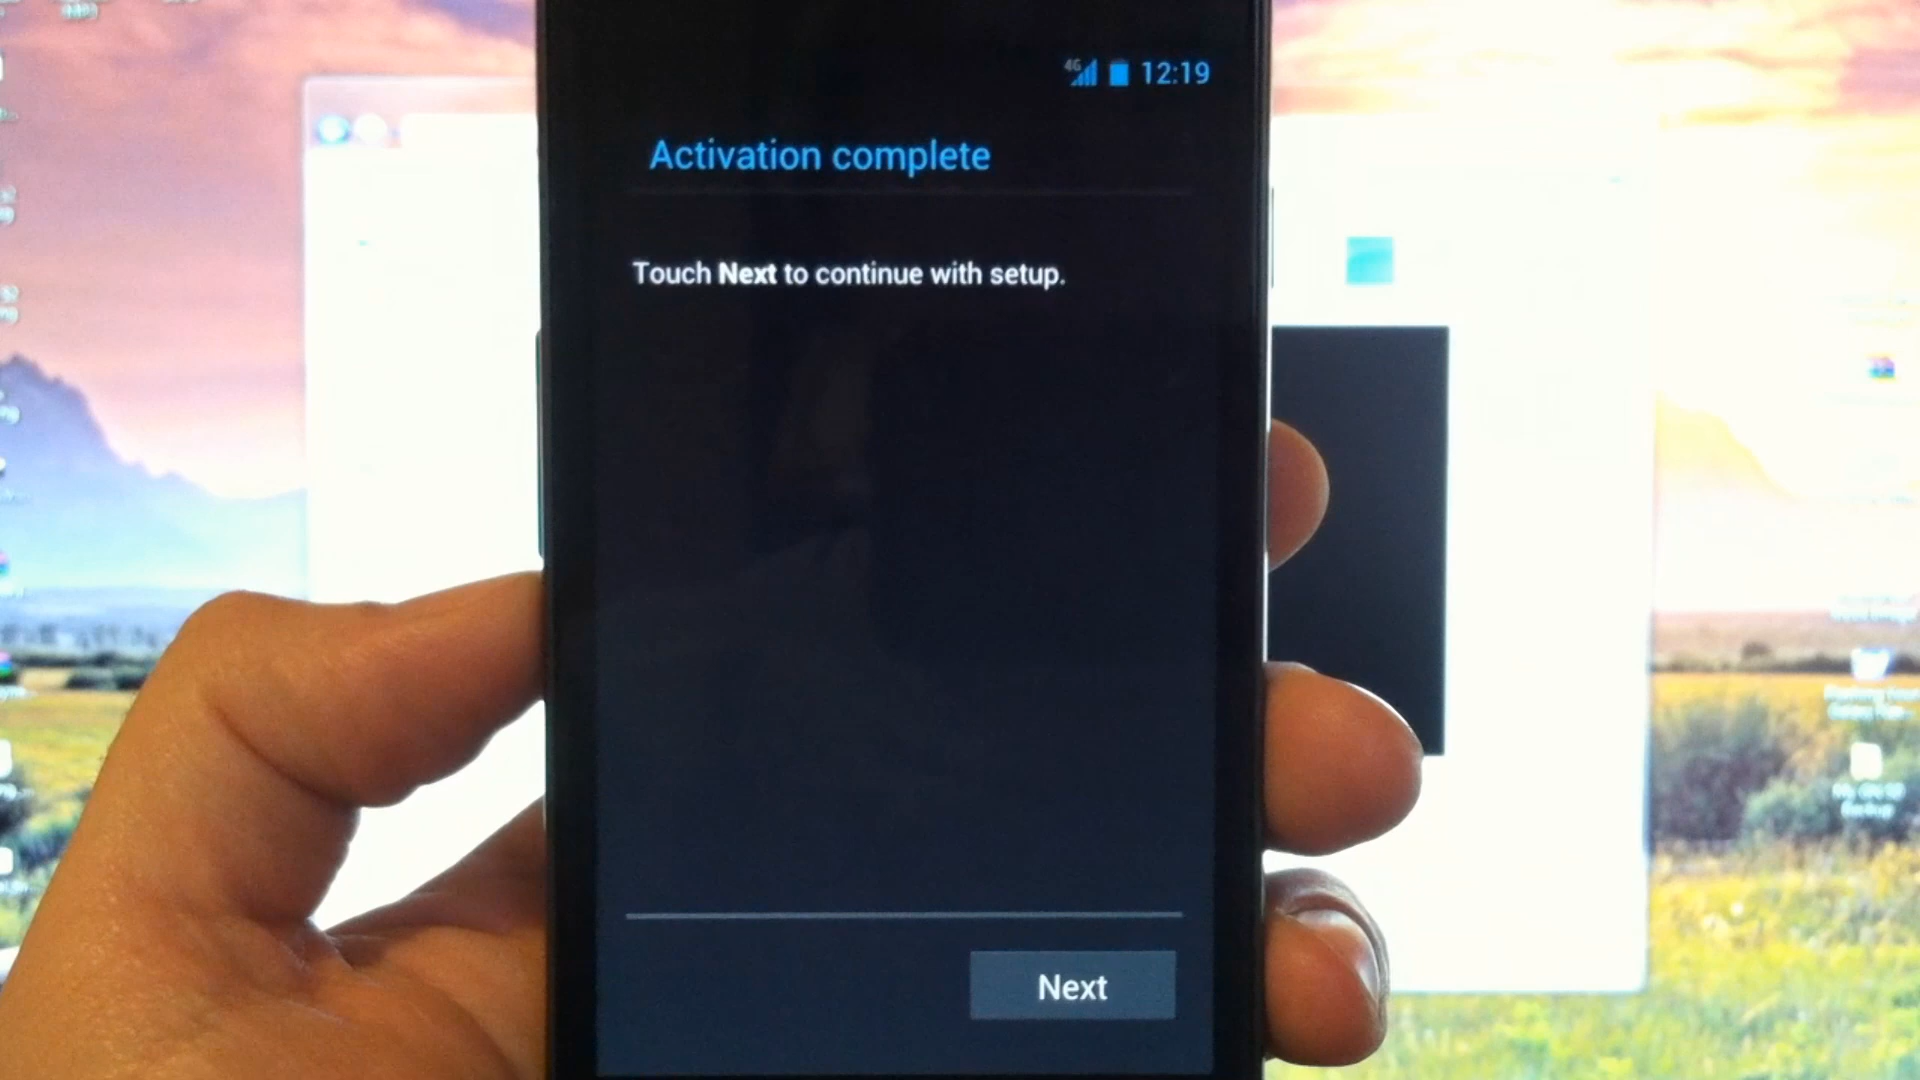 4G 12:19
Activation complete
Touch Next to continue with setup.
Next